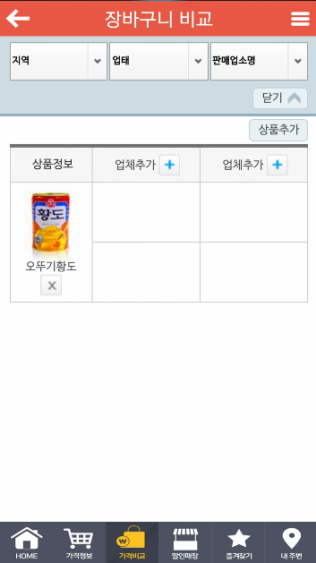 장바구니 비교
지역 업태 판매업소명
닫기
상품추가
상품정보 업체추가 + 업체추가 +
황도
오뚜기황도
X
HOME 가격정보 가격비교 할인매장 즐겨찾기 내 주변